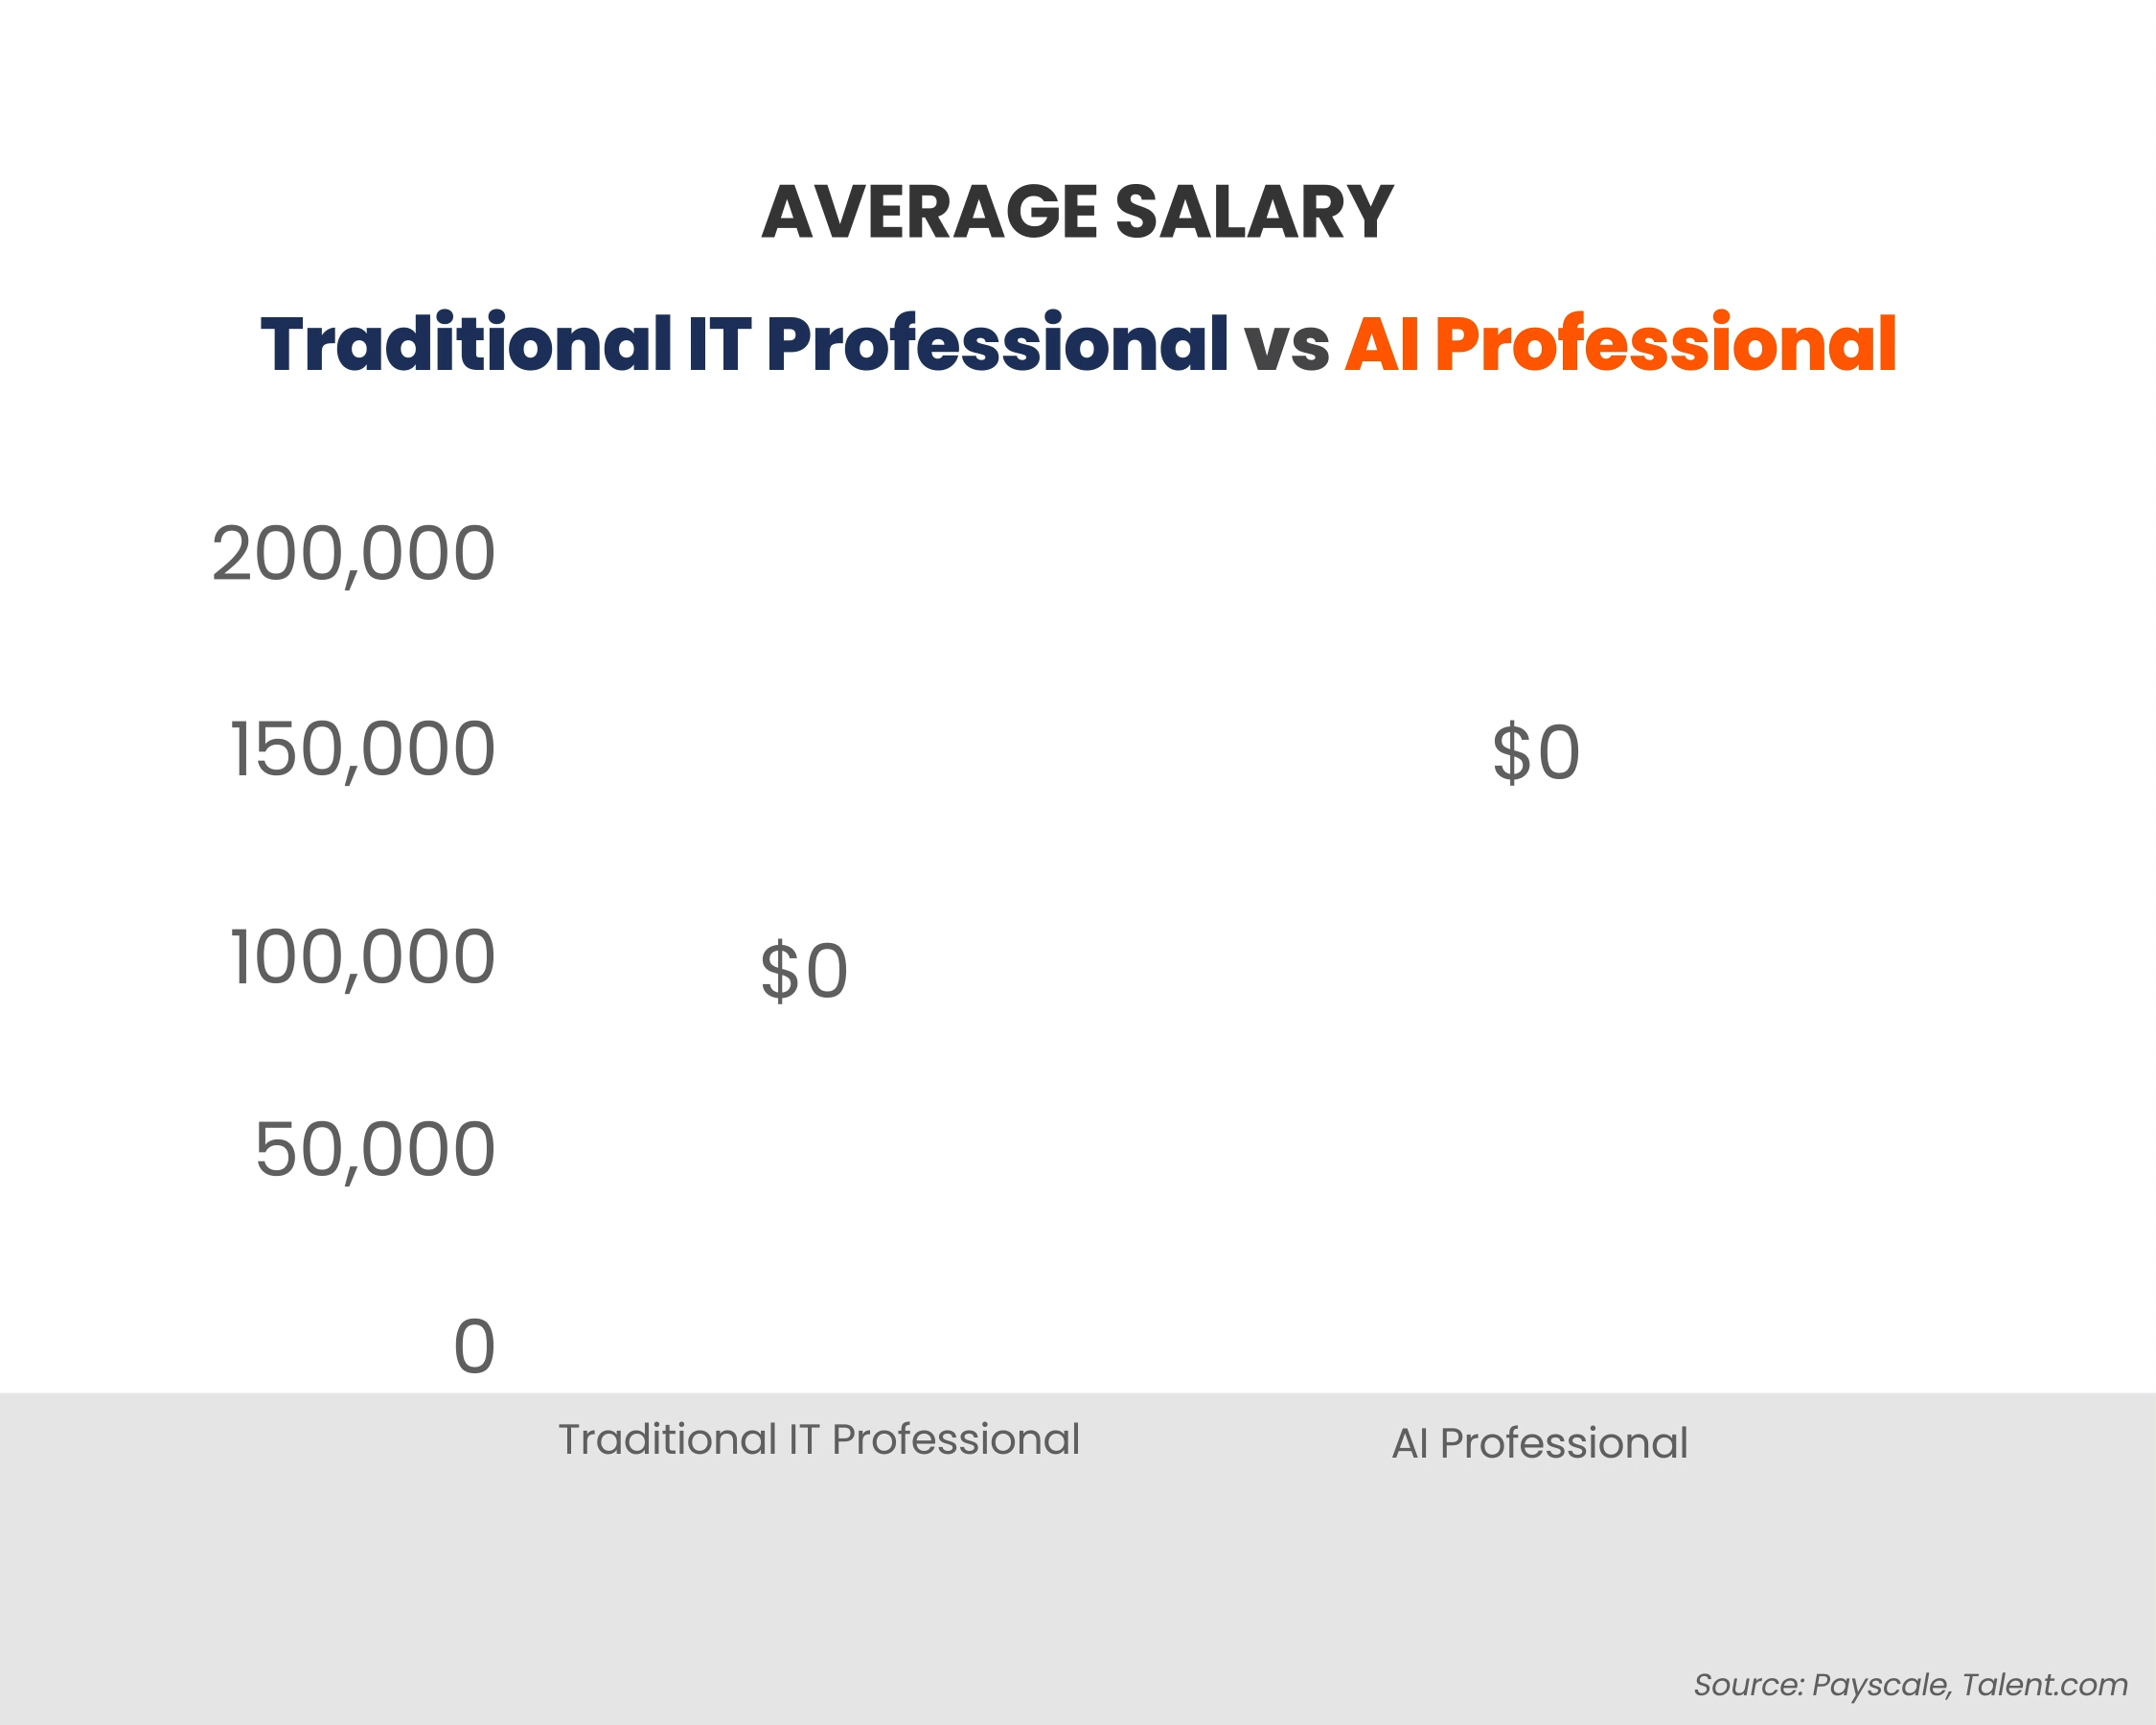 AVERAGE SALARY
Traditional IT Professional vs AI Professional
200,000
150,000
$0
100,000
$0
50,000
0
Traditional IT Professional
AI Professional
Source: Payscale, Talent.com